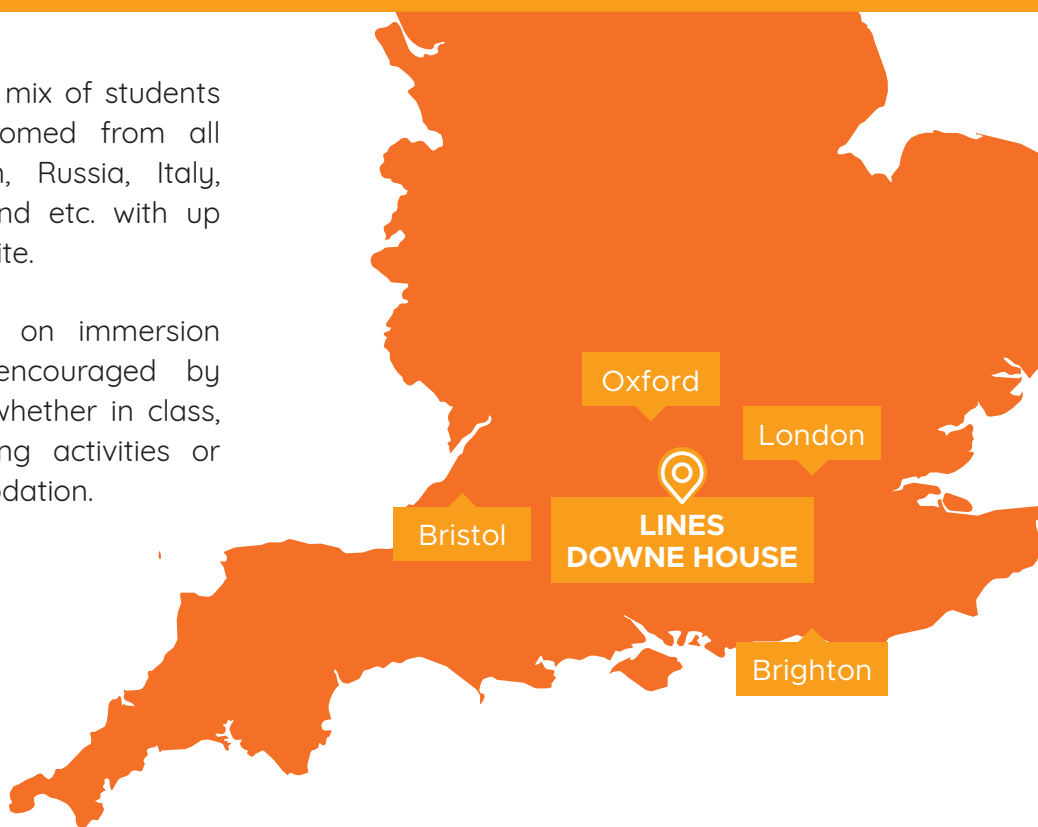 mix of students
omed from all
, Russia, Italy,
nd etc. with up
ite.
on immersion
encouraged by
whether in class,
ng activities or
odation.
Oxford
London
Bristol
LINES
DOWNE HOUSE
Brighton